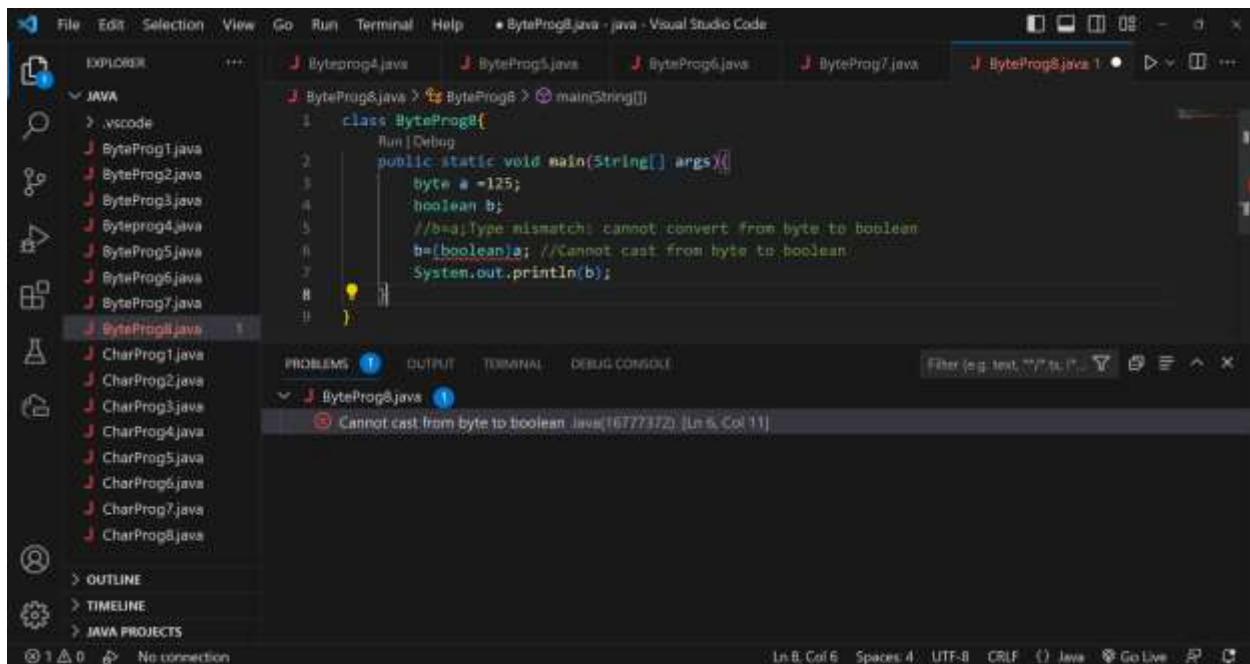 File Edit Selection View Go Run Terminal Help ● ByteProg8.java - java - Visual Studio Code
EXPLORER ···
Byteprog4.java ByteProg5.java ByteProg6.java ByteProg7.java ByteProg8.java 1 ●
JAVA
.vscode
ByteProg1.java
ByteProg2.java
ByteProg3.java
Byteprog4.java
ByteProg5.java
ByteProg6.java
ByteProg7.java
ByteProg8.java 1
CharProg1.java
CharProg2.java
CharProg3.java
CharProg4.java
CharProg5.java
CharProg6.java
CharProg7.java
CharProg8.java
OUTLINE
TIMELINE
JAVA PROJECTS
ByteProg8.java > ByteProg8 > main(String[])
1 class ByteProg8{
Run | Debug
2 public static void main(String[] args){
3 byte a =125;
4 boolean b;
5 //b=a;Type mismatch: cannot convert from byte to boolean
6 b=(boolean)a; //Cannot cast from byte to boolean
7 System.out.println(b);
8 }
9 }
PROBLEMS 1 OUTPUT TERMINAL DEBUG CONSOLE
Filter (e.g. text, **/*.ts, !*...
ByteProg8.java 1
Cannot cast from byte to boolean Java(16777372) [Ln 6, Col 11]
1 0 No connection
Ln 8, Col 6 Spaces: 4 UTF-8 CRLF {} Java Go Live